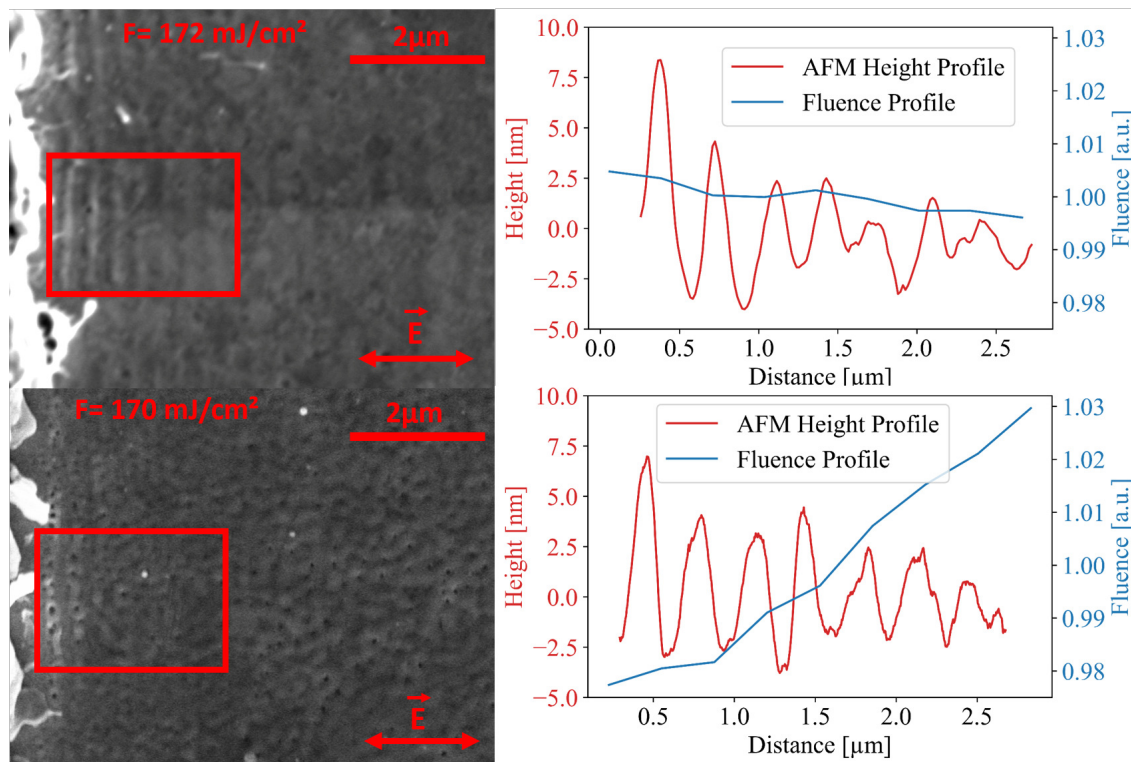 F= 172 mJ/cm²
2μm
E
10.0
7.5
5.0
2.5
0.0
-2.5
-5.0
Height [nm]
AFM Height Profile
Fluence Profile
1.03
1.02
1.01
1.00
0.99
0.98
Fluence [a.u.]
0.0 0.5 1.0 1.5 2.0 2.5
Distance [μm]
F= 170 mJ/cm²
2μm
E
10.0
7.5
5.0
2.5
0.0
-2.5
-5.0
Height [nm]
AFM Height Profile
Fluence Profile
1.03
1.02
1.01
1.00
0.99
0.98
Fluence [a.u.]
0.5 1.0 1.5 2.0 2.5
Distance [μm]